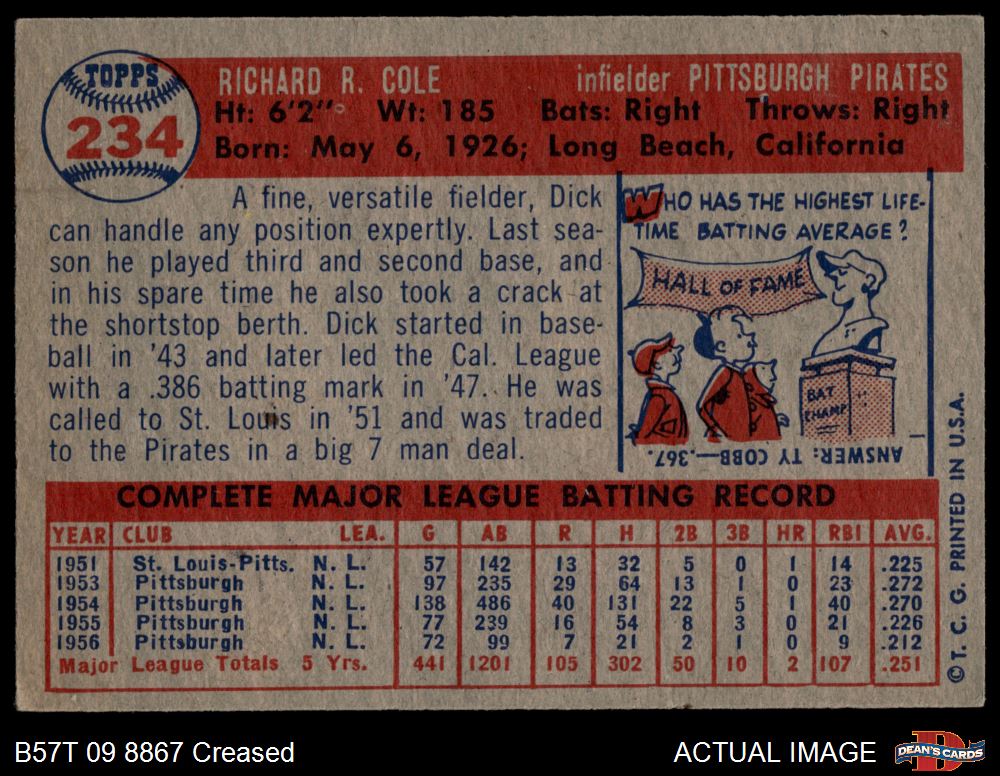 TOPPS
234
RICHARD R. COLE infielder PITTSBURGH PIRATES
Ht: 6'2" Wt: 185 Bats: Right Throws: Right
Born: May 6, 1926; Long Beach, California
A fine, versatile fielder, Dick
can handle any position expertly. Last sea-
son he played third and second base, and
in his spare time he also took a crack at
the shortstop berth. Dick started in base-
ball in '43 and later led the Cal. League
with a .386 batting mark in '47. He was
called to St. Louis in '51 and was traded
to the Pirates in a big 7 man deal.
WHO HAS THE HIGHEST LIFE-
TIME BATTING AVERAGE?
HALL OF FAME
BAT
CHAMP
ANSWER: TY COBB—.367.
COMPLETE MAJOR LEAGUE BATTING RECORD
YEAR CLUB LEA. G AB R H 2B 3B HR RBI AVG.
1951 St. Louis-Pitts. N. L. 57 142 13 32 5 0 1 14 .225
1953 Pittsburgh N. L. 97 235 29 64 13 1 0 23 .272
1954 Pittsburgh N. L. 138 486 40 131 22 5 1 40 .270
1955 Pittsburgh N. L. 77 239 16 54 8 3 0 21 .226
1956 Pittsburgh N. L. 72 99 7 21 2 1 0 9 .212
Major League Totals 5 Yrs. 441 1201 105 302 50 10 2 107 .251
© T. C. G. PRINTED IN U.S.A.
B57T 09 8867 Creased
ACTUAL IMAGE
D
DEAN'S CARDS